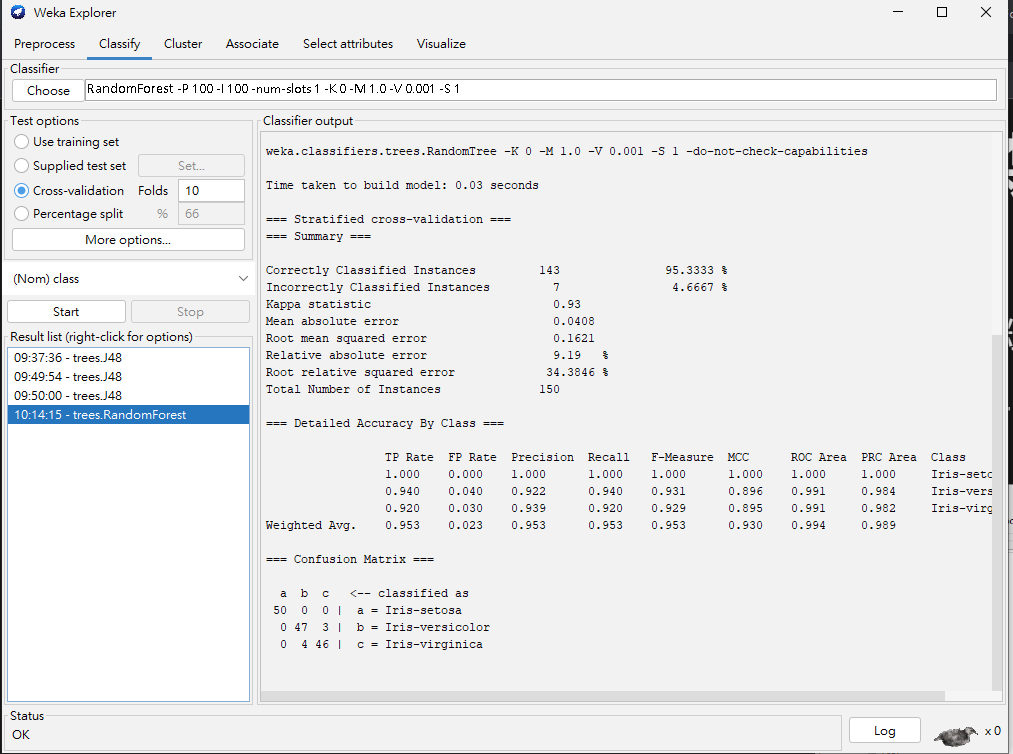 Weka Explorer
Preprocess Classify Cluster Associate Select attributes Visualize
Classifier
Choose RandomForest -P 100 -I 100 -num-slots 1 -K 0 -M 1.0 -V 0.001 -S 1
Test options
Use training set
Supplied test set Set...
Cross-validation Folds 10
Percentage split % 66
More options...
(Nom) class
Start Stop
Result list (right-click for options)
09:37:36 - trees.J48
09:49:54 - trees.J48
09:50:00 - trees.J48
10:14:15 - trees.RandomForest
Classifier output
weka.classifiers.trees.RandomTree -K 0 -M 1.0 -V 0.001 -S 1 -do-not-check-capabilities
Time taken to build model: 0.03 seconds
=== Stratified cross-validation ===
=== Summary ===
Correctly Classified Instances 143 95.3333 %
Incorrectly Classified Instances 7 4.6667 %
Kappa statistic 0.93
Mean absolute error 0.0408
Root mean squared error 0.1621
Relative absolute error 9.19 %
Root relative squared error 34.3846 %
Total Number of Instances 150
=== Detailed Accuracy By Class ===
TP Rate FP Rate Precision Recall F-Measure MCC ROC Area PRC Area Class
1.000 0.000 1.000 1.000 1.000 1.000 1.000 1.000 Iris-seto
0.940 0.040 0.922 0.940 0.931 0.896 0.991 0.984 Iris-vers
0.920 0.030 0.939 0.920 0.929 0.895 0.991 0.982 Iris-virg
Weighted Avg. 0.953 0.023 0.953 0.953 0.953 0.930 0.994 0.989
=== Confusion Matrix ===
a b c <-- classified as
50 0 0 | a = Iris-setosa
0 47 3 | b = Iris-versicolor
0 4 46 | c = Iris-virginica
Status
OK
Log x 0